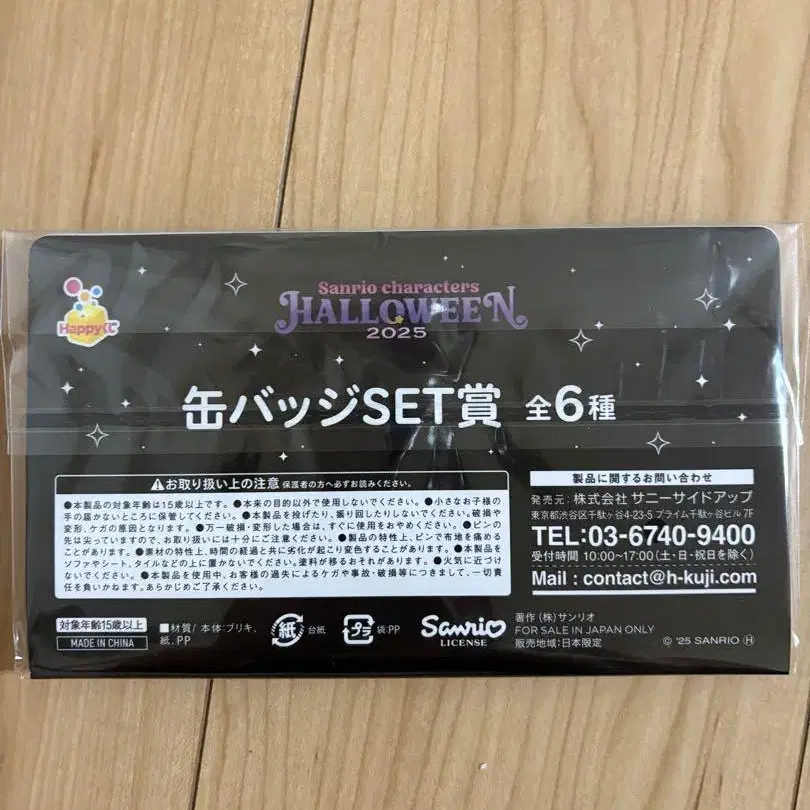 Happyくじ
Sanrio characters
HALLOWEEN
2025
缶バッジSET賞 全6種
⚠お取り扱い上の注意 保護者の方へ必ずお読みください。
●本製品の対象年齢は15歳以上です。●本来の目的以外で使用しないでください。●小さなお子様の
手の届かないところに保管してください。●本製品を投げたり、振り回したりしないでください。破損や
変形、ケガの原因となります。●万一破損・変形した場合は、すぐに使用をおやめください。●ピンの
先は尖っていますので、お取り扱いには十分にご注意ください。●製品の特性上、ピンで布地を痛める
ことがあります。●素材の特性上、時間の経過と共に劣化が起こり変色することがあります。●本製品を
ソファやシート、タイルなどの上に置かないでください。塗料が移るおそれがあります。●火気に近づけ
ないでください。●本製品を使用中、お客様の過失によるケガや事故・破損等につきまして、一切責
任を負いかねます。あらかじめご了承ください。
製品に関するお問い合わせ
発売元:株式会社 サニーサイドアップ
東京都渋谷区千駄ヶ谷4-23-5 プライム千駄ヶ谷ビル 7F
TEL:03-6740-9400
受付時間 10:00~17:00(土・日・祝日を除く)
Mail:contact@h-kuji.com
対象年齢15歳以上
MADE IN CHINA
■材質/本体:ブリキ、
紙、PP
紙 台紙
プラ 袋:PP
Sanrio
LICENSE
著作 (株)サンリオ
FOR SALE IN JAPAN ONLY
販売地域:日本限定
© '25 SANRIO Ⓗ